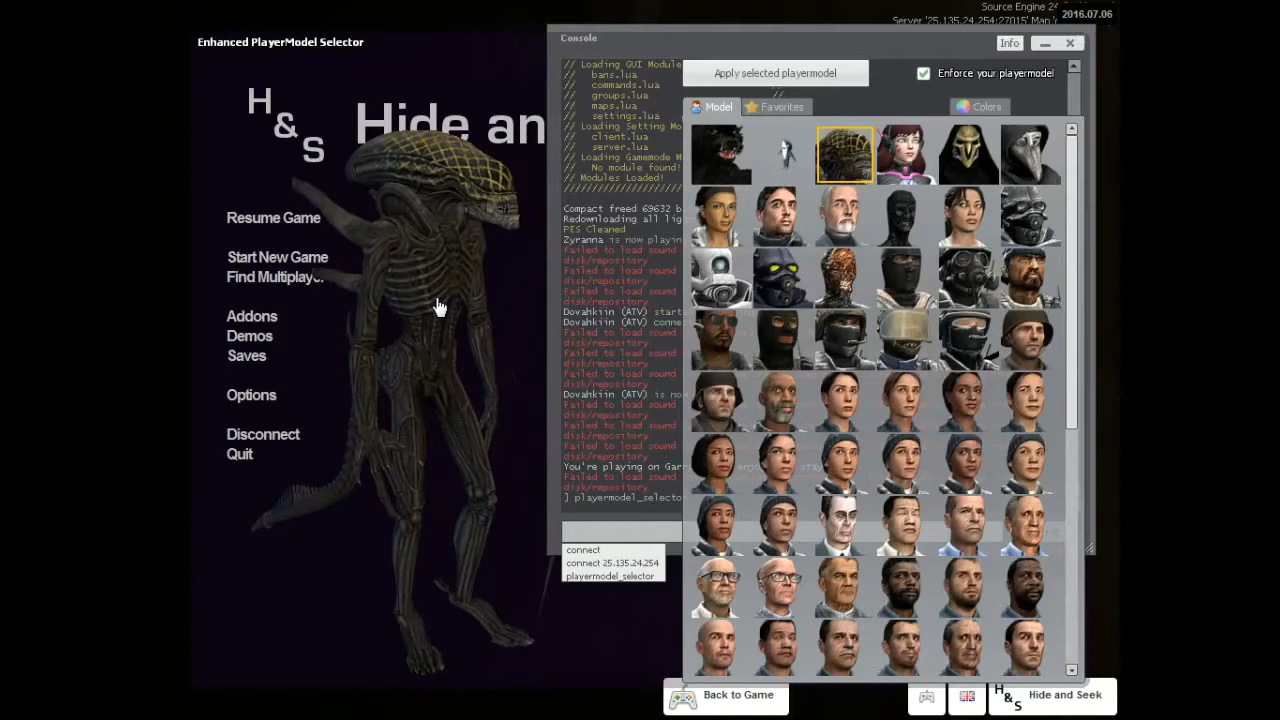 Source Engine 24
2016.07.06
Server '25.135.24.254:27015' Map '
Enhanced PlayerModel Selector
Console
Info
Apply selected playermodel
Enforce your playermodel
Model
Favorites
Colors
H
&
S
Hide an
Resume Game
Start New Game
Find Multiplaye
Addons
Demos
Saves
Options
Disconnect
Quit
// Loading GUI Module
// bans.lua
// commands.lua
// groups.lua
// maps.lua
// settings.lua
// Loading Setting Mo
// client.lua
// server.lua
// Loading Gamemode M
// No module found!
// Modules Loaded!
//////////////////////
Compact freed 69632 b
Redownloading all lig
PES Cleaned
Zyranna is now playin
Failed to load sound
disk/repository
Failed to load sound
disk/repository
Failed to load sound
disk/repository
Dovahkiin (ATV) start
Dovahkiin (ATV) connec
Failed to load sound
disk/repository
Failed to load sound
disk/repository
Failed to load sound
disk/repository
Dovahkiin (ATV) is now
Failed to load sound
disk/repository
Failed to load sound
disk/repository
Failed to load sound
disk/repository
You're playing on Garr
Failed to load sound
disk/repository
] playermodel_selector
connect
connect 25.135.24.254
playermodel_selector
Back to Game
H
&
S
Hide and Seek